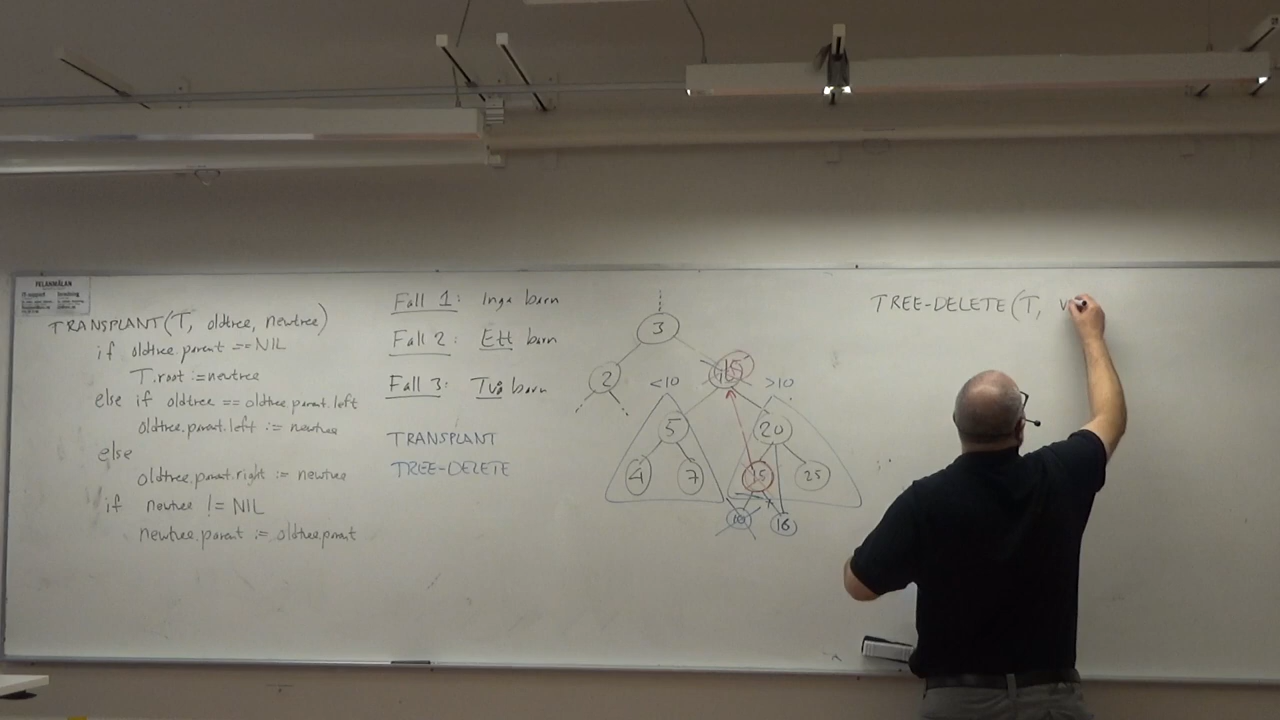 FELANMÄLAN
IT-support
TRANSPLANT(T, oldtree, newtree)
if oldtree.parent == NIL
T.root := newtree
else if oldtree == oldtree.parent.left
oldtree.parent.left := newtree
else
oldtree.parent.right := newtree
if newtree != NIL
newtree.parent := oldtree.parent
Fall 1: Inga barn
Fall 2: Ett barn
Fall 3: Två barn
TRANSPLANT
TREE-DELETE
3
2
<10
15
>10
5
20
4
7
15
25
10
16
TREE-DELETE(T,